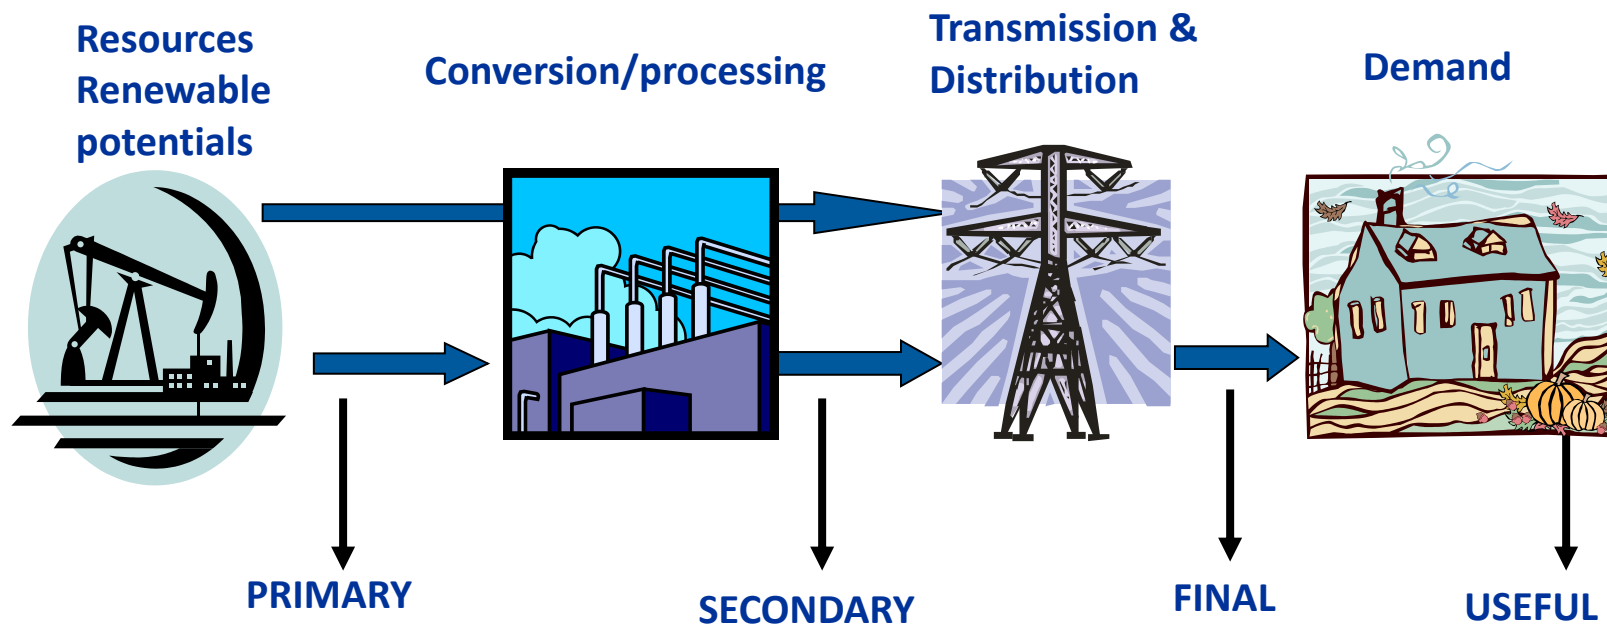 Resources
Renewable
potentials
Conversion/processing
Transmission &
Distribution
Demand
PRIMARY
SECONDARY
FINAL
USEFUL